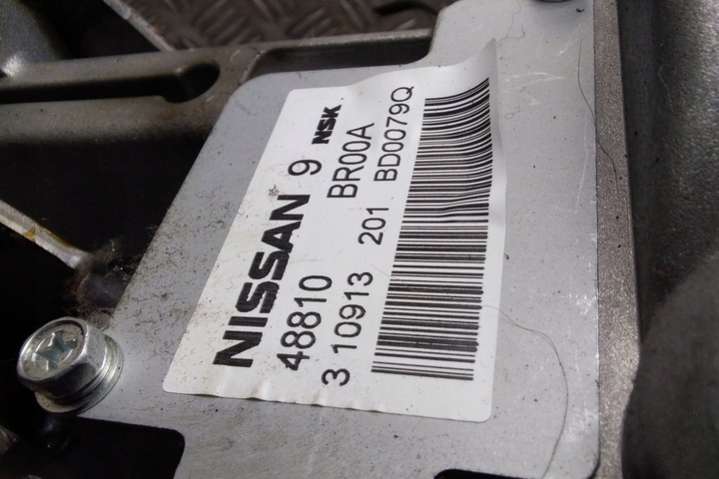 NISSAN 9 NSK
48810 BR00A
3 10913 201 BD0079Q